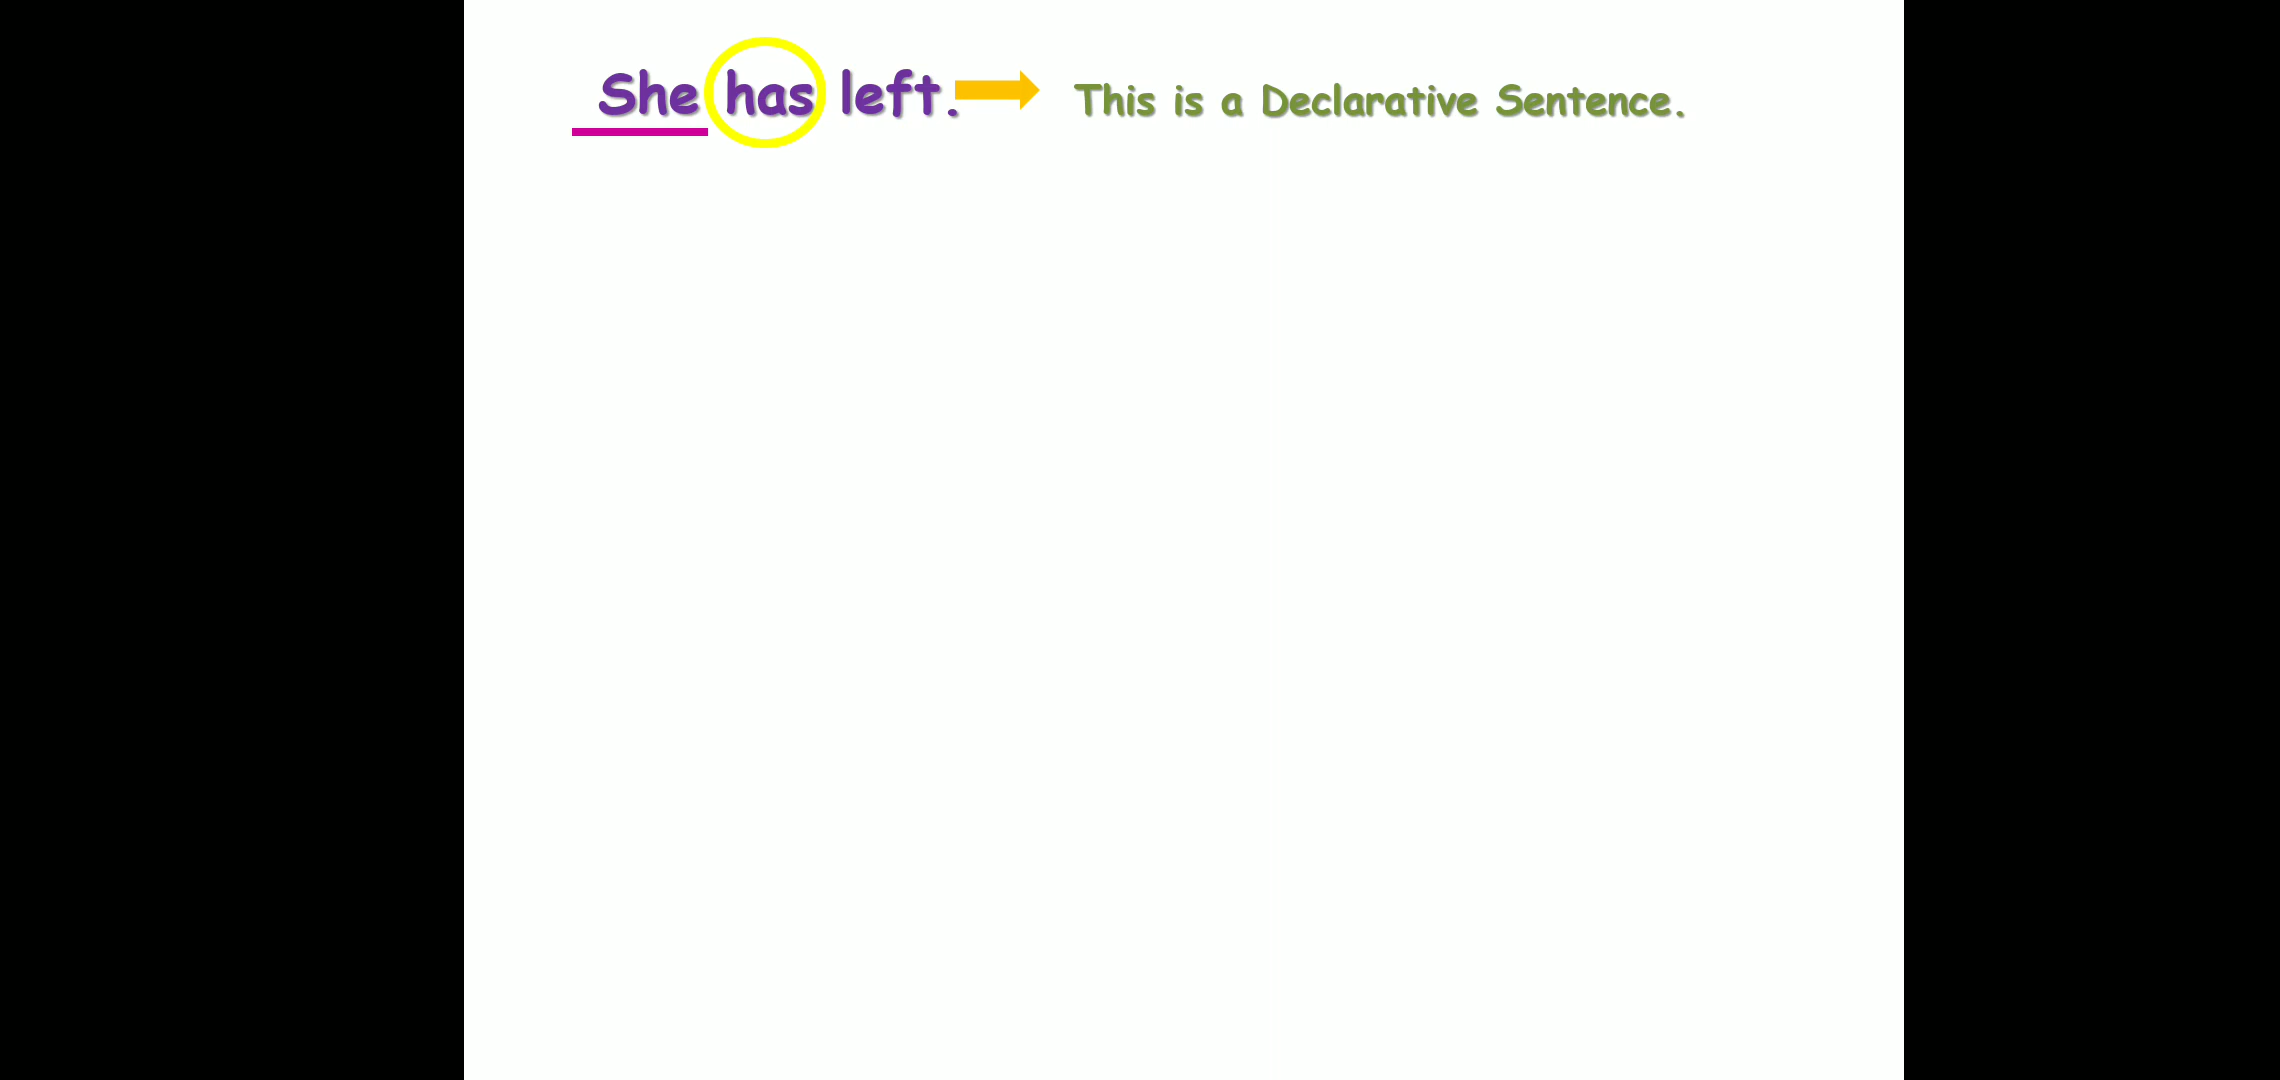 She has left. This is a Declarative Sentence.